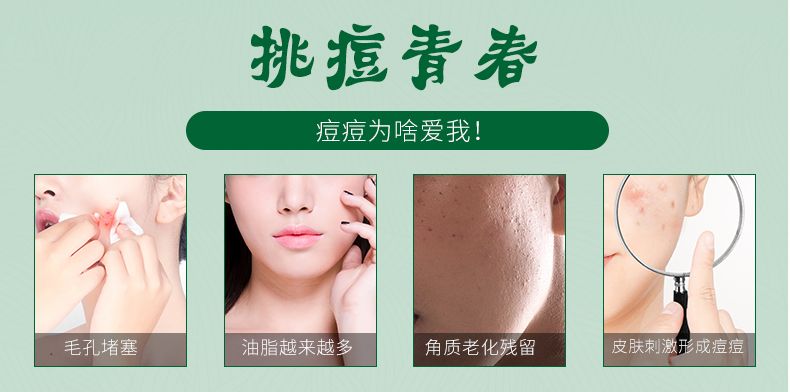 挑痘青春
痘痘为啥爱我！
毛孔堵塞
油脂越来越多
角质老化残留
皮肤刺激形成痘痘